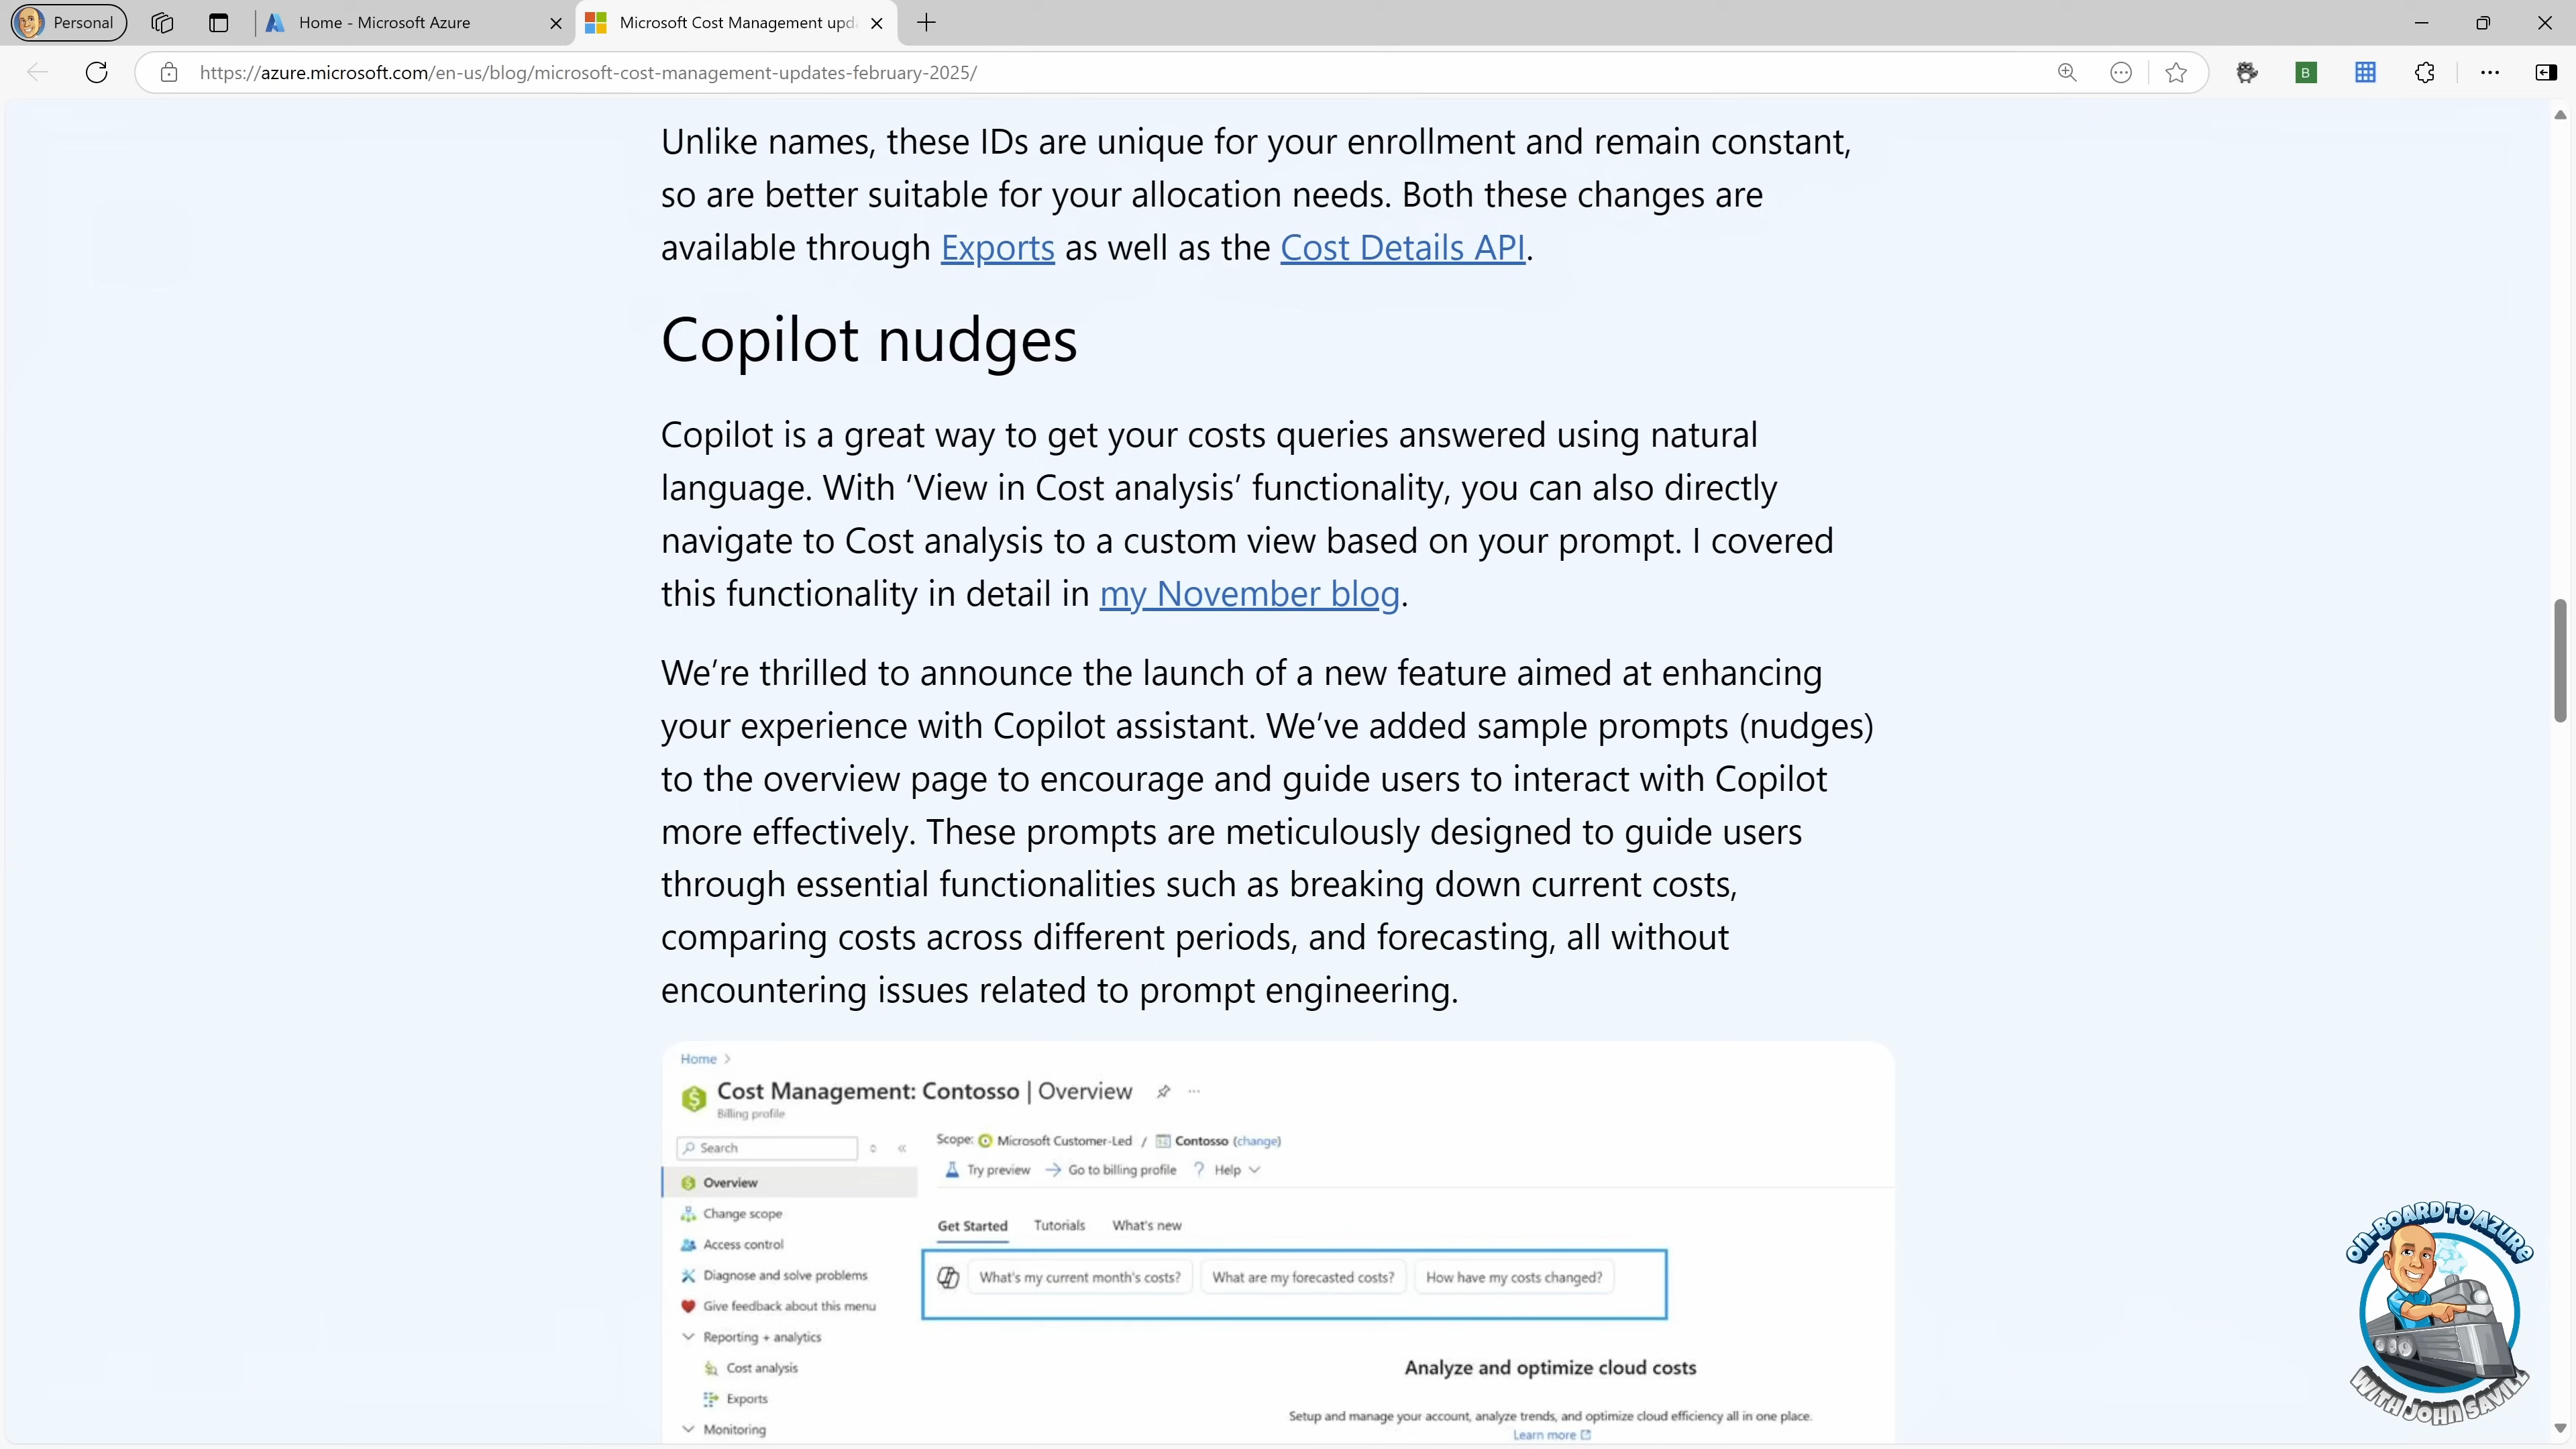 Personal
Home - Microsoft Azure
Microsoft Cost Management upd
https://azure.microsoft.com/en-us/blog/microsoft-cost-management-updates-february-2025/
B
Unlike names, these IDs are unique for your enrollment and remain constant,
so are better suitable for your allocation needs. Both these changes are
available through Exports as well as the Cost Details API.
Copilot nudges
Copilot is a great way to get your costs queries answered using natural
language. With ‘View in Cost analysis’ functionality, you can also directly
navigate to Cost analysis to a custom view based on your prompt. I covered
this functionality in detail in my November blog.
We’re thrilled to announce the launch of a new feature aimed at enhancing
your experience with Copilot assistant. We’ve added sample prompts (nudges)
to the overview page to encourage and guide users to interact with Copilot
more effectively. These prompts are meticulously designed to guide users
through essential functionalities such as breaking down current costs,
comparing costs across different periods, and forecasting, all without
encountering issues related to prompt engineering.
Home >
Cost Management: Contosso | Overview
Billing profile
Search
Scope: Microsoft Customer-Led / Contosso (change)
Try preview Go to billing profile ? Help
Overview
Change scope
Access control
Diagnose and solve problems
Give feedback about this menu
Reporting + analytics
Cost analysis
Exports
Monitoring
Get Started Tutorials What's new
What's my current month's costs? What are my forecasted costs? How have my costs changed?
Analyze and optimize cloud costs
Setup and manage your account, analyze trends, and optimize cloud efficiency all in one place.
Learn more
ON-BOARD TO AZURE
WITH JOHN SAVILL